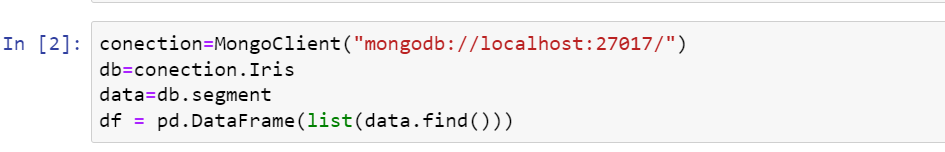 In [2]: conection=MongoClient("mongodb://localhost:27017/")
db=conection.Iris
data=db.segment
df = pd.DataFrame(list(data.find()))